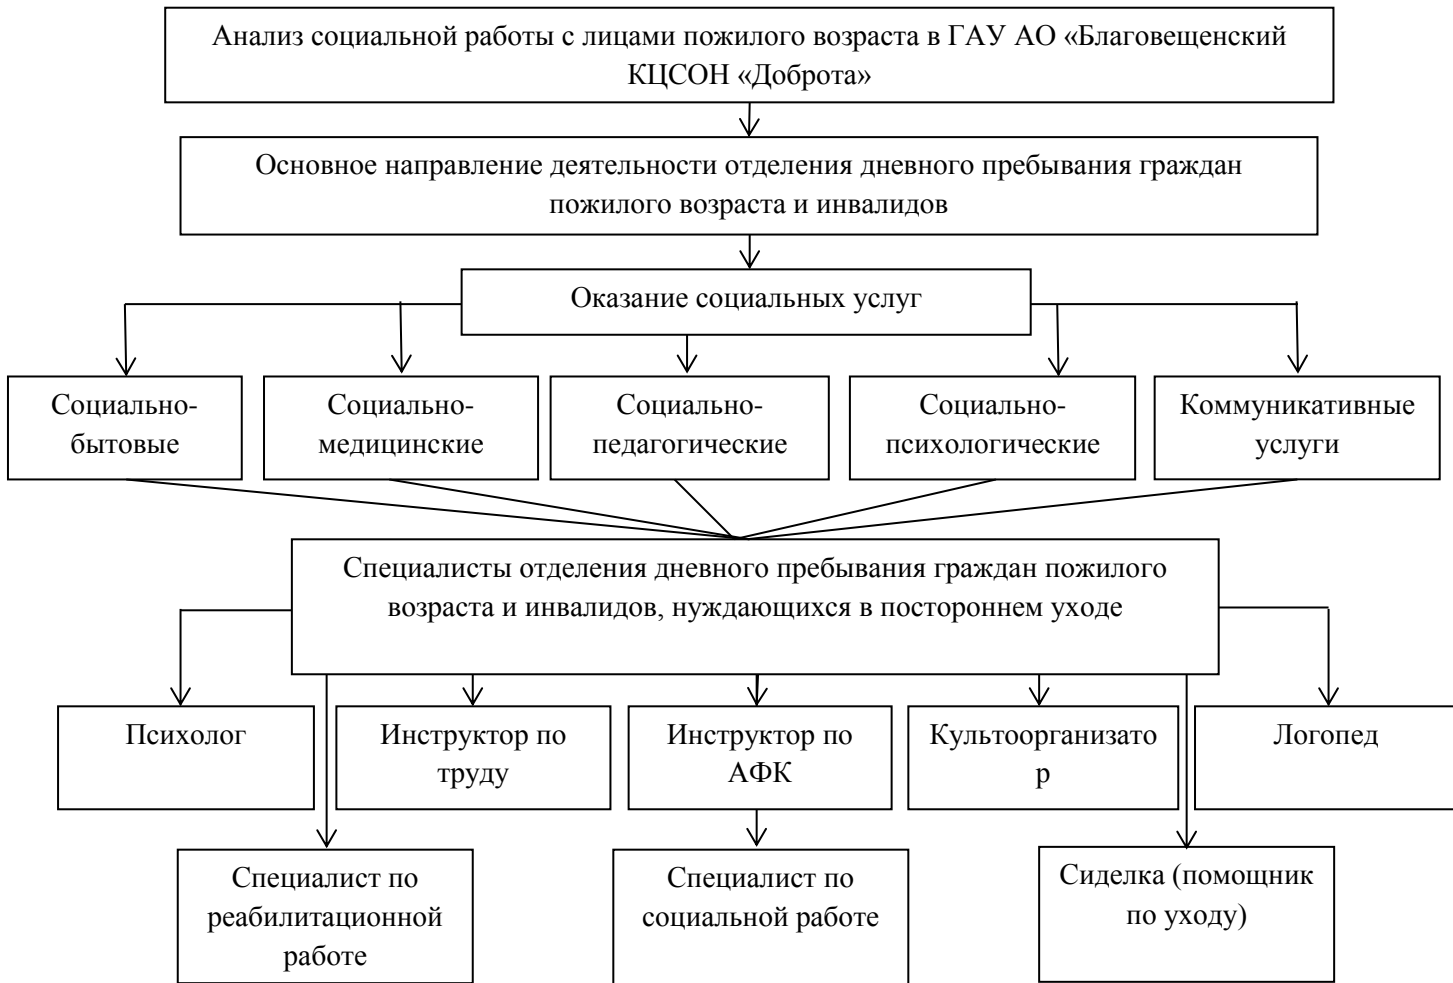 Анализ социальной работы с лицами пожилого возраста в ГАУ АО «Благовещенский
КЦСОН «Доброта»
Основное направление деятельности отделения дневного пребывания граждан
пожилого возраста и инвалидов
Оказание социальных услуг
Социально-
бытовые
Социально-
медицинские
Социально-
педагогические
Социально-
психологические
Коммуникативные
услуги
Специалисты отделения дневного пребывания граждан пожилого
возраста и инвалидов, нуждающихся в постороннем уходе
Психолог
Инструктор по
труду
Инструктор по
АФК
Культоорганизато
р
Логопед
Специалист по
реабилитационной
работе
Специалист по
социальной работе
Сиделка (помощник
по уходу)